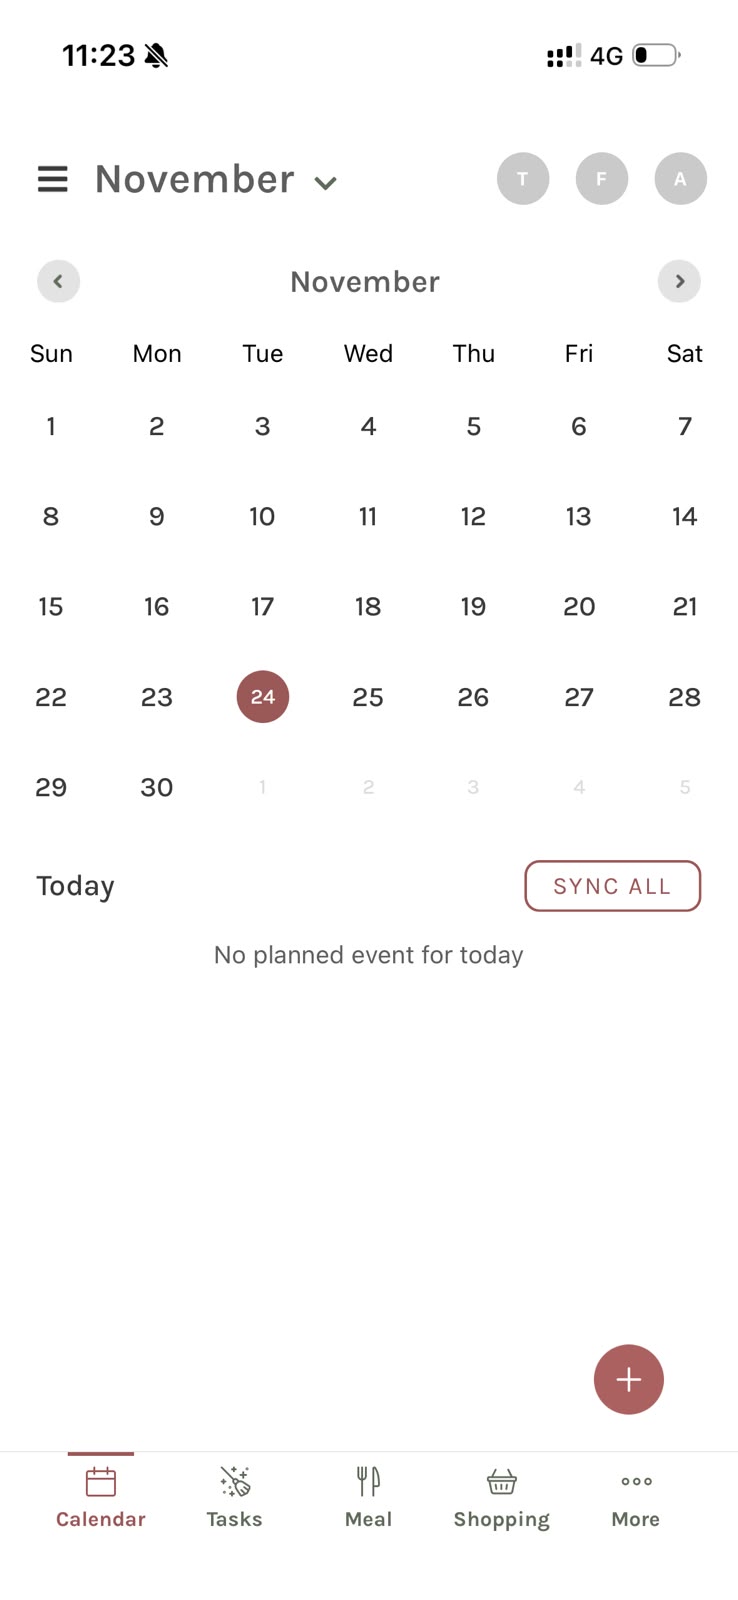 11:23 4G
November T F A
November
Sun Mon Tue Wed Thu Fri Sat
1 2 3 4 5 6 7
8 9 10 11 12 13 14
15 16 17 18 19 20 21
22 23 24 25 26 27 28
29 30 1 2 3 4 5
Today SYNC ALL
No planned event for today
+
Calendar Tasks Meal Shopping More